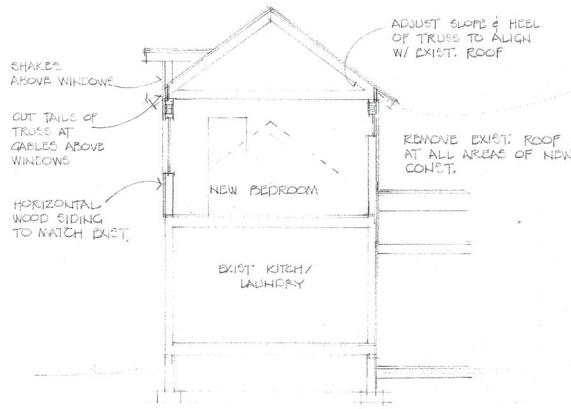 ADJUST SLOPE & HEEL
OF TRUSS TO ALIGN
W/ EXIST. ROOF
SHAKES
ABOVE WINDOWS
CUT TAILS OF
TRUSS AT
GABLES ABOVE
WINDOWS
REMOVE EXIST. ROOF
AT ALL AREAS OF NEW
CONST.
NEW BEDROOM
HORIZONTAL
WOOD SIDING
TO MATCH EXIST.
EXIST KITCH/
LAUNDRY